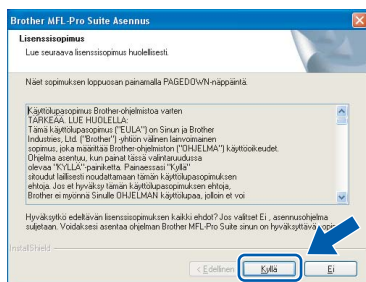 Brother MFL-Pro Suite Asennus
Lisenssisopimus
Lue seuraava lisenssisopimus huolellisesti.
Näet sopimuksen loppuosan painamalla PAGEDOWN-näppäintä.
Käyttölupasopimus Brother-ohjelmistoa varten
TÄRKEÄÄ. LUE HUOLELLA:
Tämä käyttölupasopimus ("EULA") on Sinun ja Brother
Industries, Ltd. ("Brother") -yhtiön välinen lainvoimainen
sopimus, joka määrittää Brother-ohjelmiston ("OHJELMA") käyttöoikeudet.
Ohjelma asentuu, kun painat tässä valintaruudussa
olevaa "KYLLÄ"-painiketta. Painaessasi "Kyllä"
sitoudut laillisesti noudattamaan tämän käyttölupasopimuksen
ehtoja. Jos et hyväksy tämän käyttölupasopimuksen ehtoja,
Brother ei myönnä Sinulle OHJELMAN käyttölupaa, jolloin et voi
Hyväksytkö edeltävän lisenssisopimuksen kaikki ehdot? Jos valitset Ei , asennusohjelma
suljetaan. Voidaksesi asentaa ohjelman Brother MFL-Pro Suite sinun on hyväksyttävä
InstallShield
< Edellinen
Kyllä
Ei